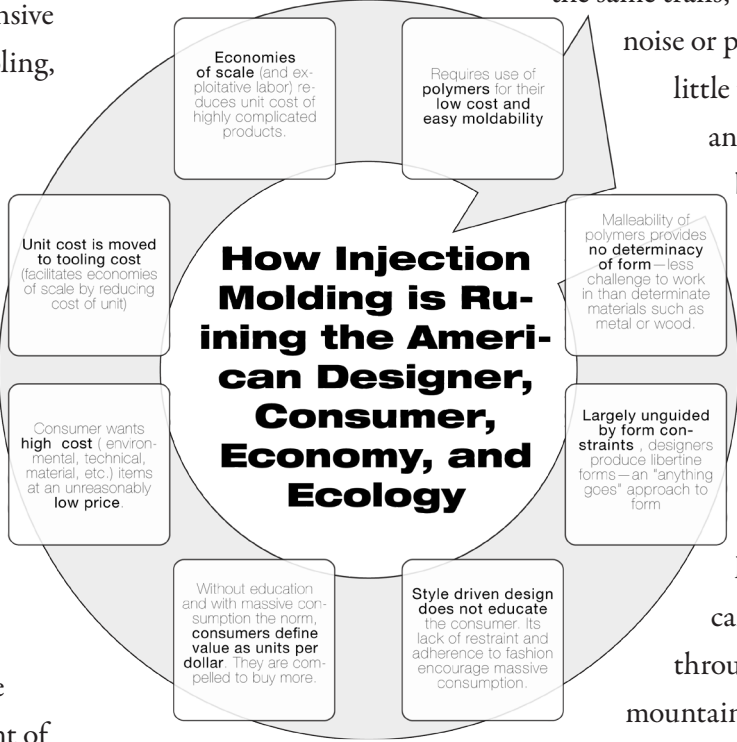 nsive
ling,
noise or p
little
an
Economies
of scale (and ex-
ploitative labor) re-
duces unit cost of
highly complicated
products.
Requires use of
polymers for their
low cost and
easy moldability
Unit cost is moved
to tooling cost
(facilitates economies
of scale by reducing
cost of unit)
How Injection
Molding is Ru-
ining the Ameri-
can Designer,
Consumer,
Economy, and
Ecology
Malleability of
polymers provides
no determinacy
of form—less
challenge to work
in than determinate
materials such as
metal or wood.
Consumer wants
high cost ( environ-
mental, technical,
material, etc.) items
at an unreasonably
low price.
Largely unguided
by form con-
straints , designers
produce libertine
forms—an "anything
goes" approach to
form
Without education
and with massive con-
sumption the norm,
consumers define
value as units per
dollar. They are com-
pelled to buy more.
Style driven design
does not educate
the consumer. Its
lack of restraint and
adherence to fashion
encourage massive
consumption.
ca
throu
mountain
e
nt of